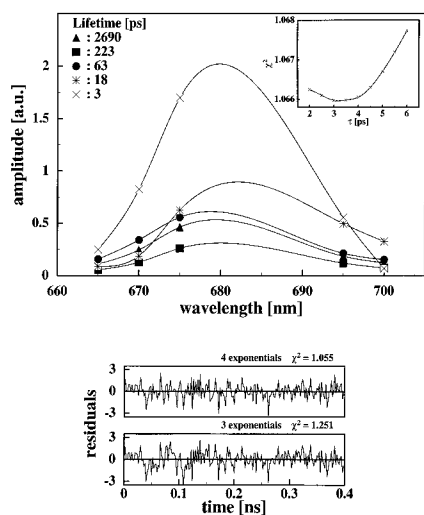 Lifetime [ps]
▲ : 2690
■ : 223
● : 63
✳ : 18
× : 3
amplitude [a.u.]
2
1.5
1
0.5
0
660 670 680 690 700
wavelength [nm]
χ²
1.068
1.067
1.066
2 3 4 5 6
τ [ps]
4 exponentials χ² = 1.055
3 exponentials χ² = 1.251
residuals
3
0
-3
3
0
-3
0 0.1 0.2 0.3 0.4
time [ns]